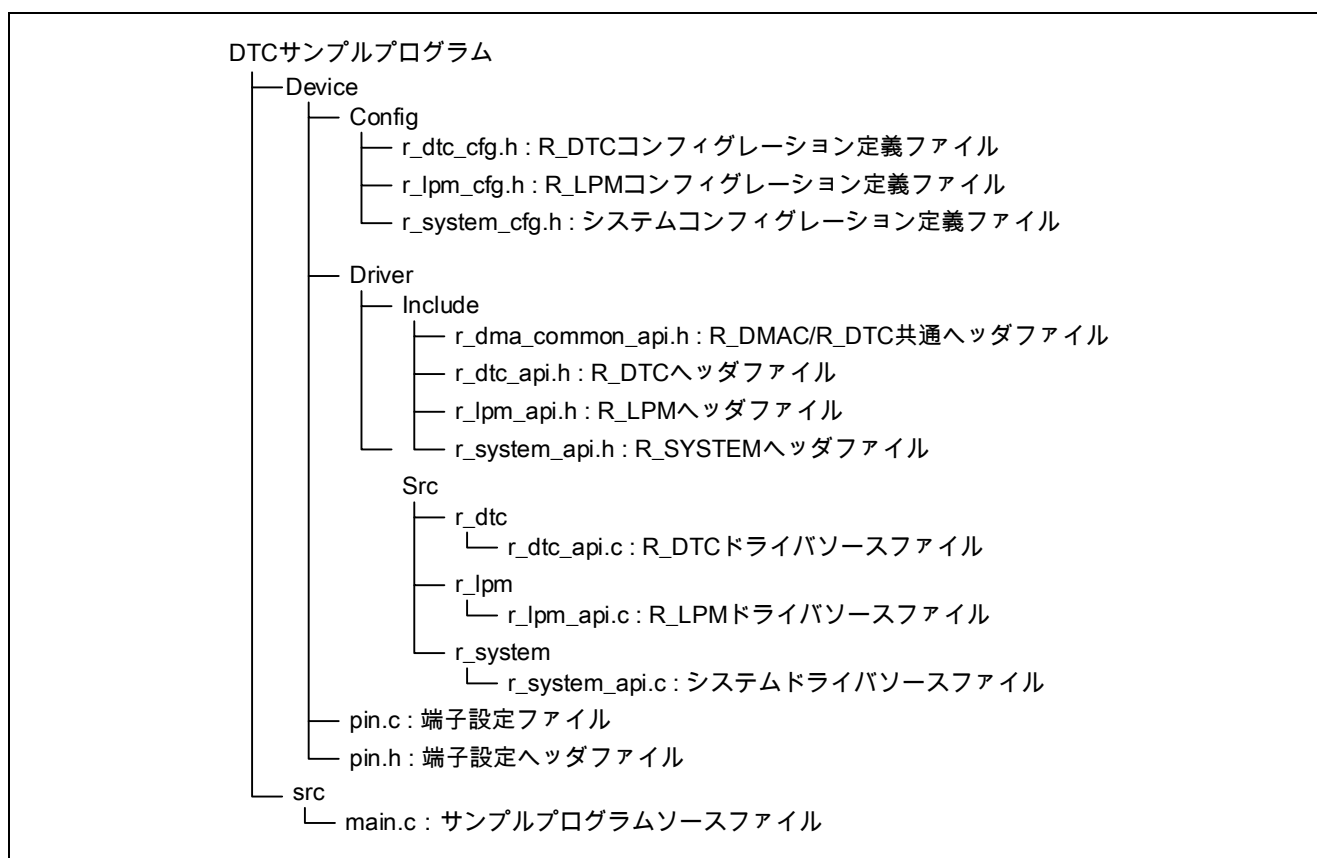 DTCサンプルプログラム
Device
Config
r_dtc_cfg.h : R_DTCコンフィグレーション定義ファイル
r_lpm_cfg.h : R_LPMコンフィグレーション定義ファイル
r_system_cfg.h : システムコンフィグレーション定義ファイル
Driver
Include
r_dma_common_api.h : R_DMAC/R_DTC共通ヘッダファイル
r_dtc_api.h : R_DTCヘッダファイル
r_lpm_api.h : R_LPMヘッダファイル
r_system_api.h : R_SYSTEMヘッダファイル
Src
r_dtc
r_dtc_api.c : R_DTCドライバソースファイル
r_lpm
r_lpm_api.c : R_LPMドライバソースファイル
r_system
r_system_api.c : システムドライバソースファイル
pin.c : 端子設定ファイル
pin.h : 端子設定ヘッダファイル
src
main.c : サンプルプログラムソースファイル